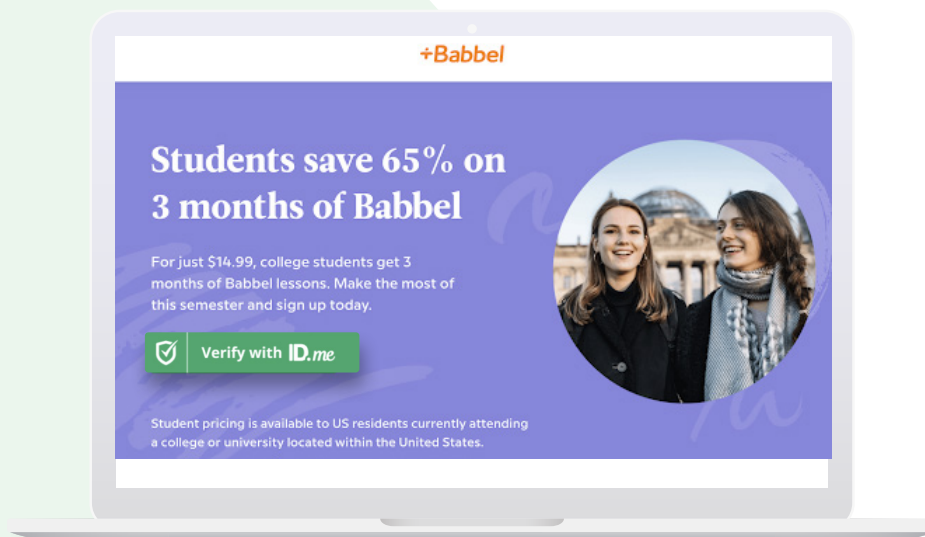 +Babbel
Students save 65% on
3 months of Babbel
For just $14.99, college students get 3
months of Babbel lessons. Make the most of
this semester and sign up today.
Verify with ID.me
Student pricing is available to US residents currently attending
a college or university located within the United States.